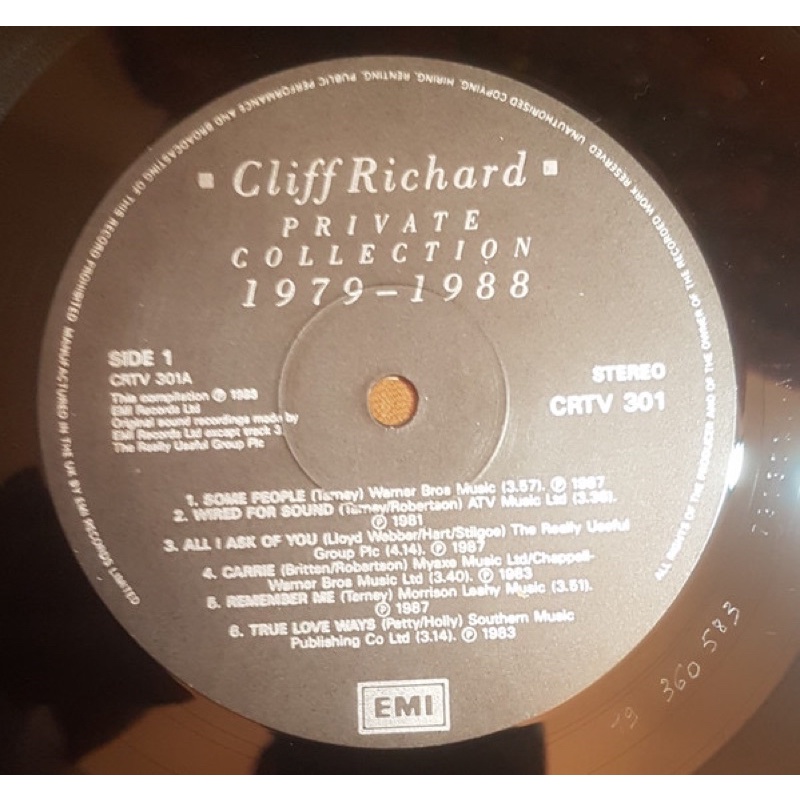 UNAUTHORISED COPYING, HIRING, RENTING, PUBLIC PERFORMANCE AND BROADCASTING OF THIS RECORD PROHIBITED MANUFACTURED IN THE UK BY EMI RECORDS LIMITED
ALL RIGHTS OF THE PRODUCER AND OF THE OWNER OF THE RECORDED WORK RESERVED
Cliff Richard
PRIVATE
COLLECTION
1979-1988
SIDE 1
CRTV 301A
This compilation ℗ 1988
EMI Records Ltd
Original sound recordings made by
EMI Records Ltd except track 3
The Really Useful Group Plc
STEREO
CRTV 301
1. SOME PEOPLE (Tarney) Warner Bros Music (3.57). ℗ 1987
2. WIRED FOR SOUND (Tarney/Robertson) ATV Music Ltd (3.36).
℗ 1981
3. ALL I ASK OF YOU (Lloyd Webber/Hart/Stilgoe) The Really Useful
Group Plc (4.14). ℗ 1987
4. CARRIE (Britten/Robertson) Myaxe Music Ltd/Chappell-
Warner Bros Music Ltd (3.40). ℗ 1983
5. REMEMBER ME (Tarney) Morrison Leahy Music (3.51).
℗ 1987
6. TRUE LOVE WAYS (Petty/Holly) Southern Music
Publishing Co Ltd (3.14). ℗ 1983
EMI
19 360 583